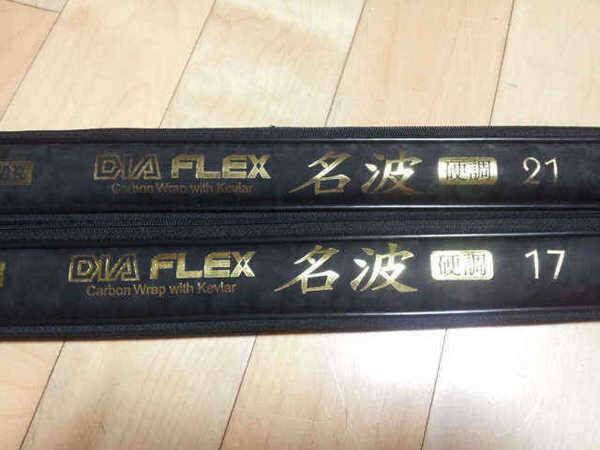 DIA FLEX 名波 硬調 21
Carbon Wrap with Kevlar
DIA FLEX 名波 硬調 17
Carbon Wrap with Kevlar